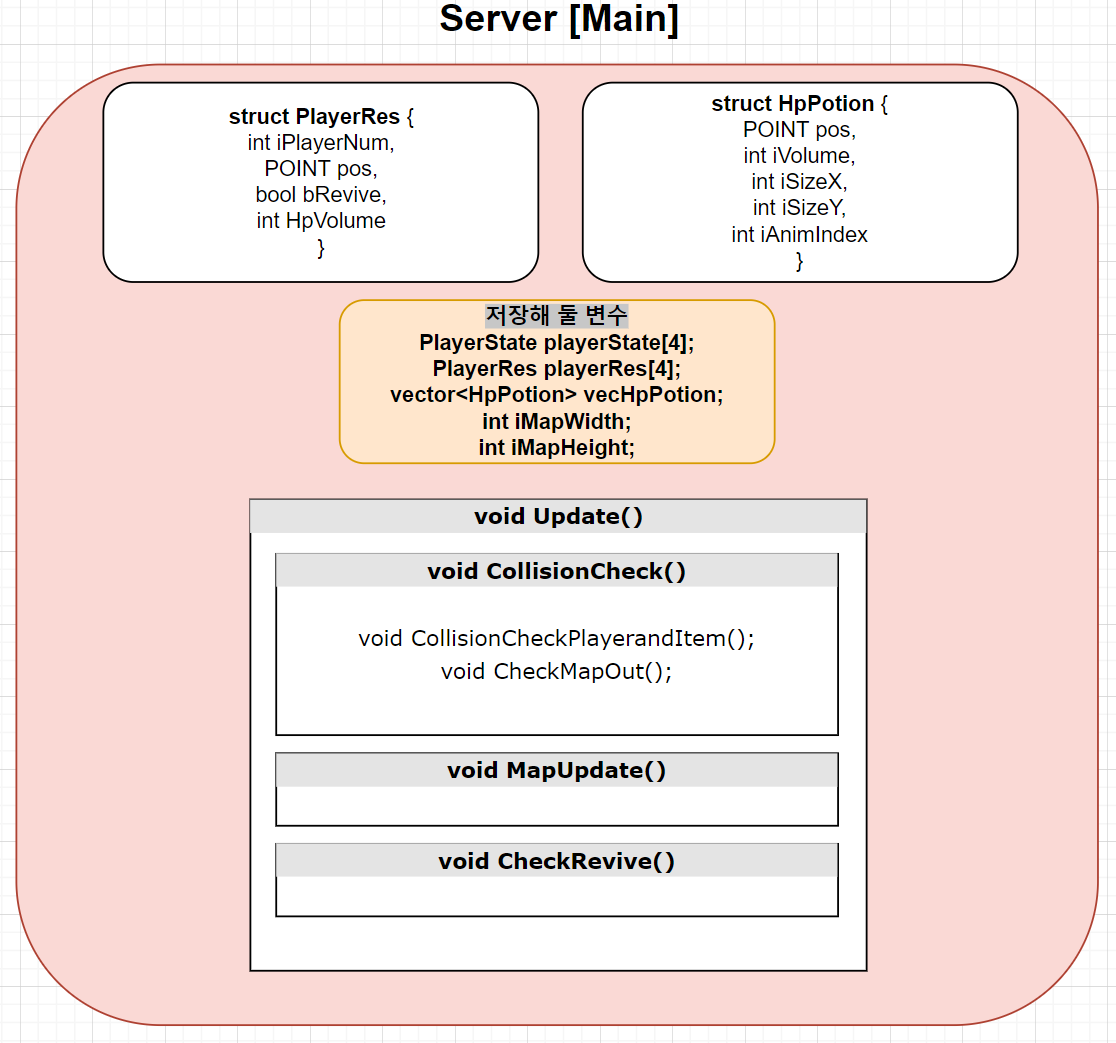 Server [Main]
struct PlayerRes {
int iPlayerNum,
POINT pos,
bool bRevive,
int HpVolume
}
struct HpPotion {
POINT pos,
int iVolume,
int iSizeX,
int iSizeY,
int iAnimIndex
}
저장해 둘 변수
PlayerState playerState[4];
PlayerRes playerRes[4];
vector<HpPotion> vecHpPotion;
int iMapWidth;
int iMapHeight;
void Update()
void CollisionCheck()
void CollisionCheckPlayerandItem();
void CheckMapOut();
void MapUpdate()
void CheckRevive()